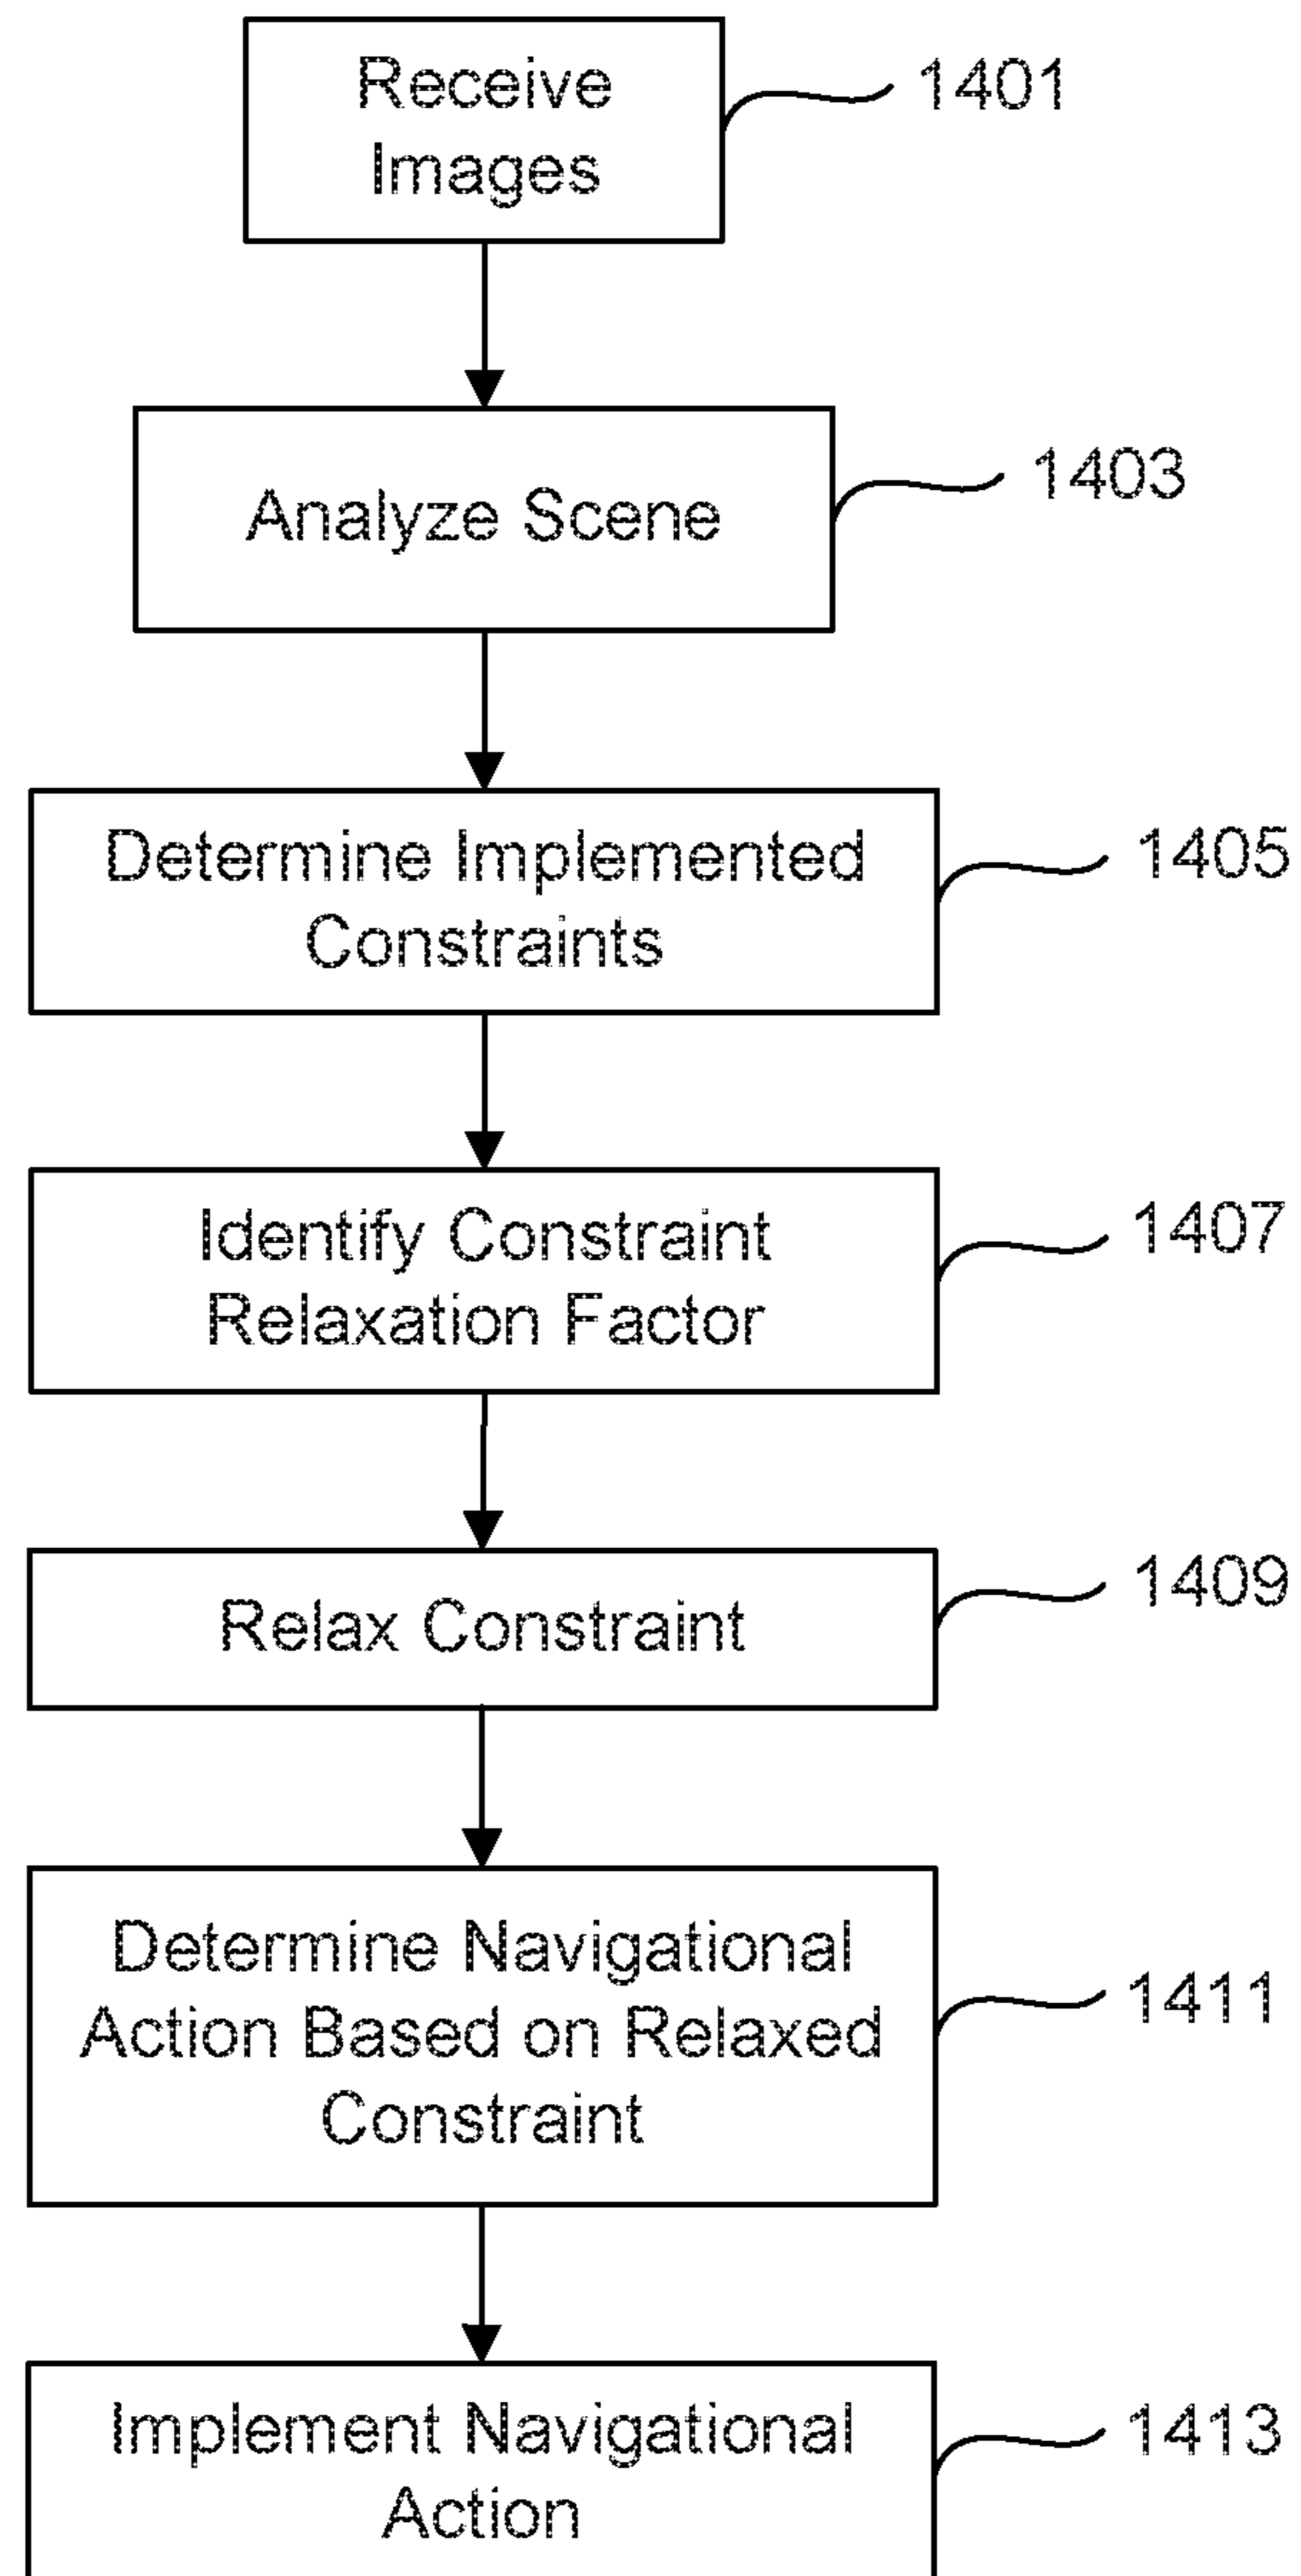 Receive
Images
1401
Analyze Scene
1403
Determine Implemented
Constraints
1405
Identify Constraint
Relaxation Factor
1407
Relax Constraint
1409
Determine Navigational
Action Based on Relaxed
Constraint
1411
Implement Navigational
Action
1413